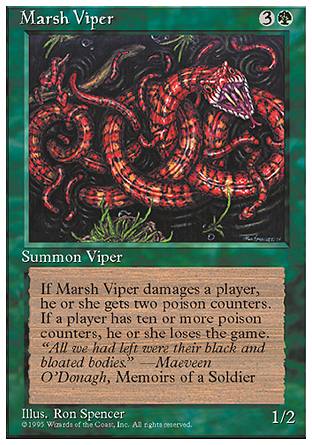 Marsh Viper 3
Summon Viper
If Marsh Viper damages a player,
he or she gets two poison counters.
If a player has ten or more poison
counters, he or she loses the game.
“All we had left were their black and
bloated bodies.” —Maeveen
O’Donagh, Memoirs of a Soldier
Illus. Ron Spencer
©1995 Wizards of the Coast, Inc. All rights reserved.
1/2